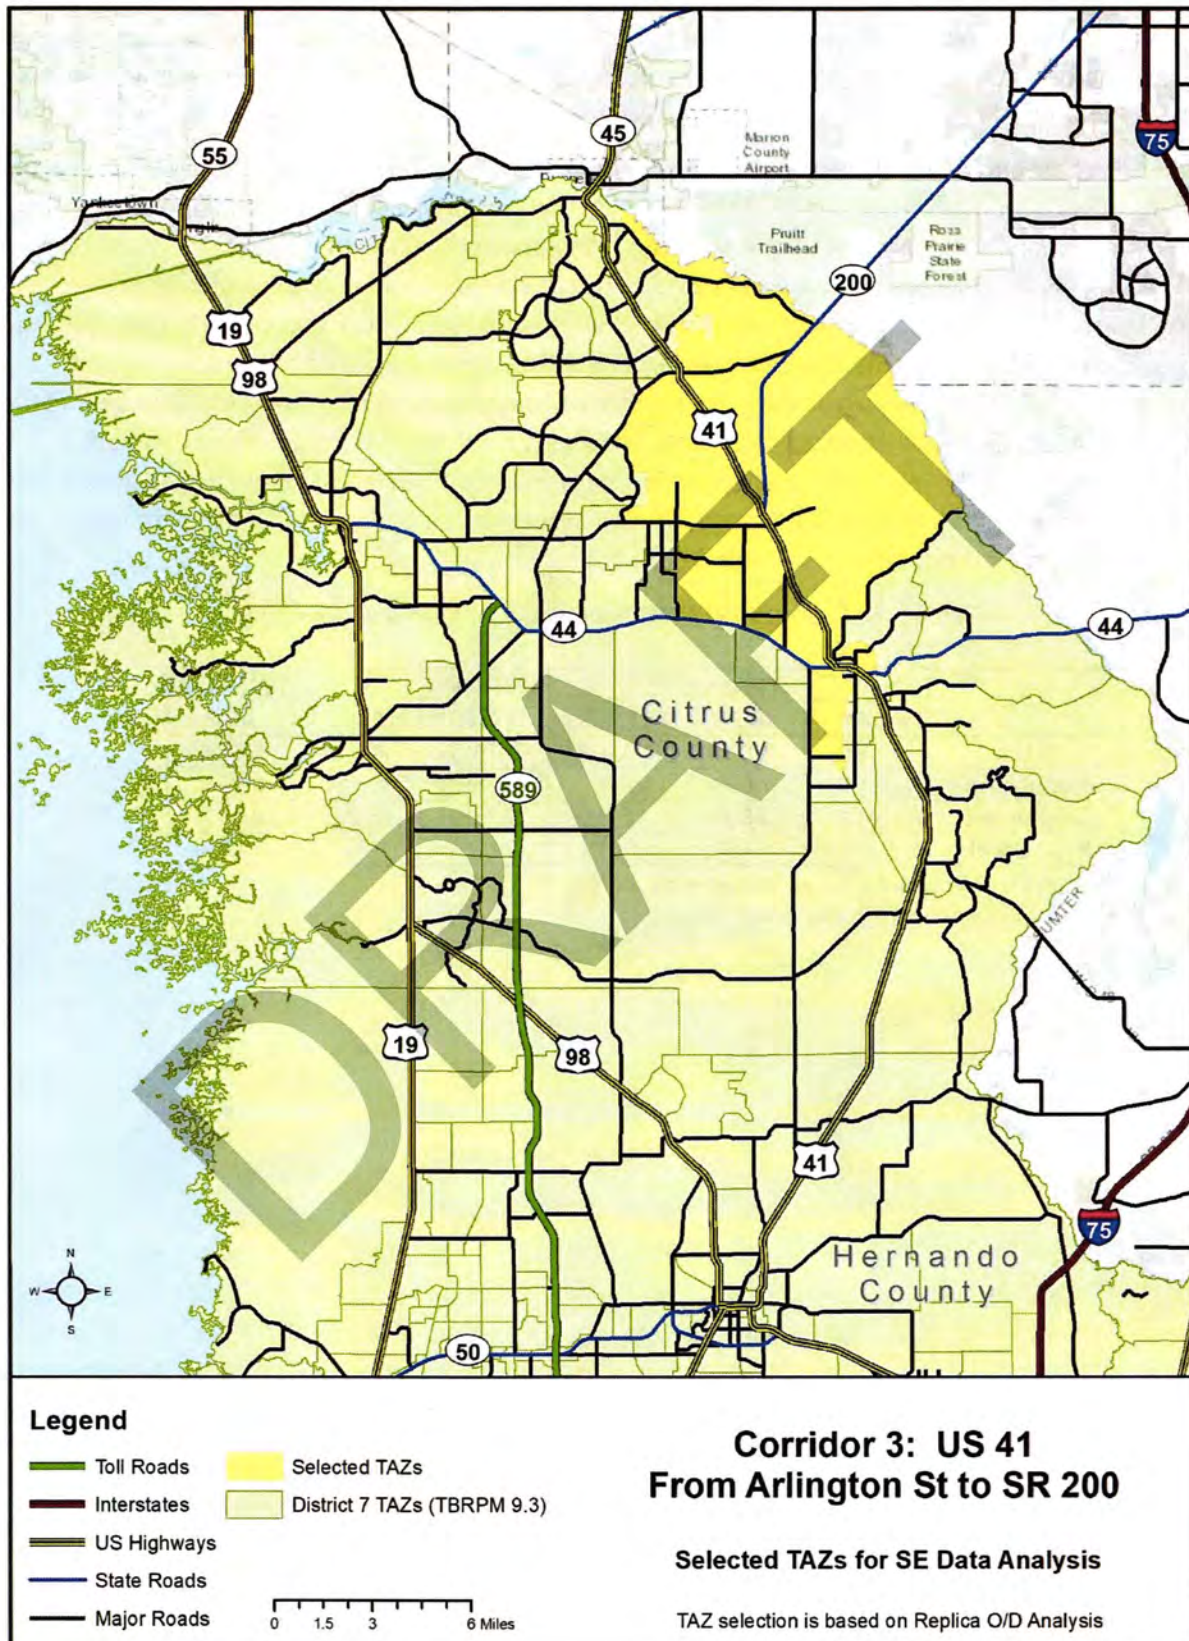 45
75
55
Marion
County
Airport
Yankeetown
Pruitt
Trailhead
Ross
Prairie
State
Forest
200
19
98
41
44
44
Citrus
County
589
DRAFT
19
98
41
75
Hernando
County
N
W E
S
50
Legend
Toll Roads
Interstates
US Highways
State Roads
Major Roads
Selected TAZs
District 7 TAZs (TBRPM 9.3)
0 1.5 3 6 Miles
Corridor 3: US 41
From Arlington St to SR 200
Selected TAZs for SE Data Analysis
TAZ selection is based on Replica O/D Analysis